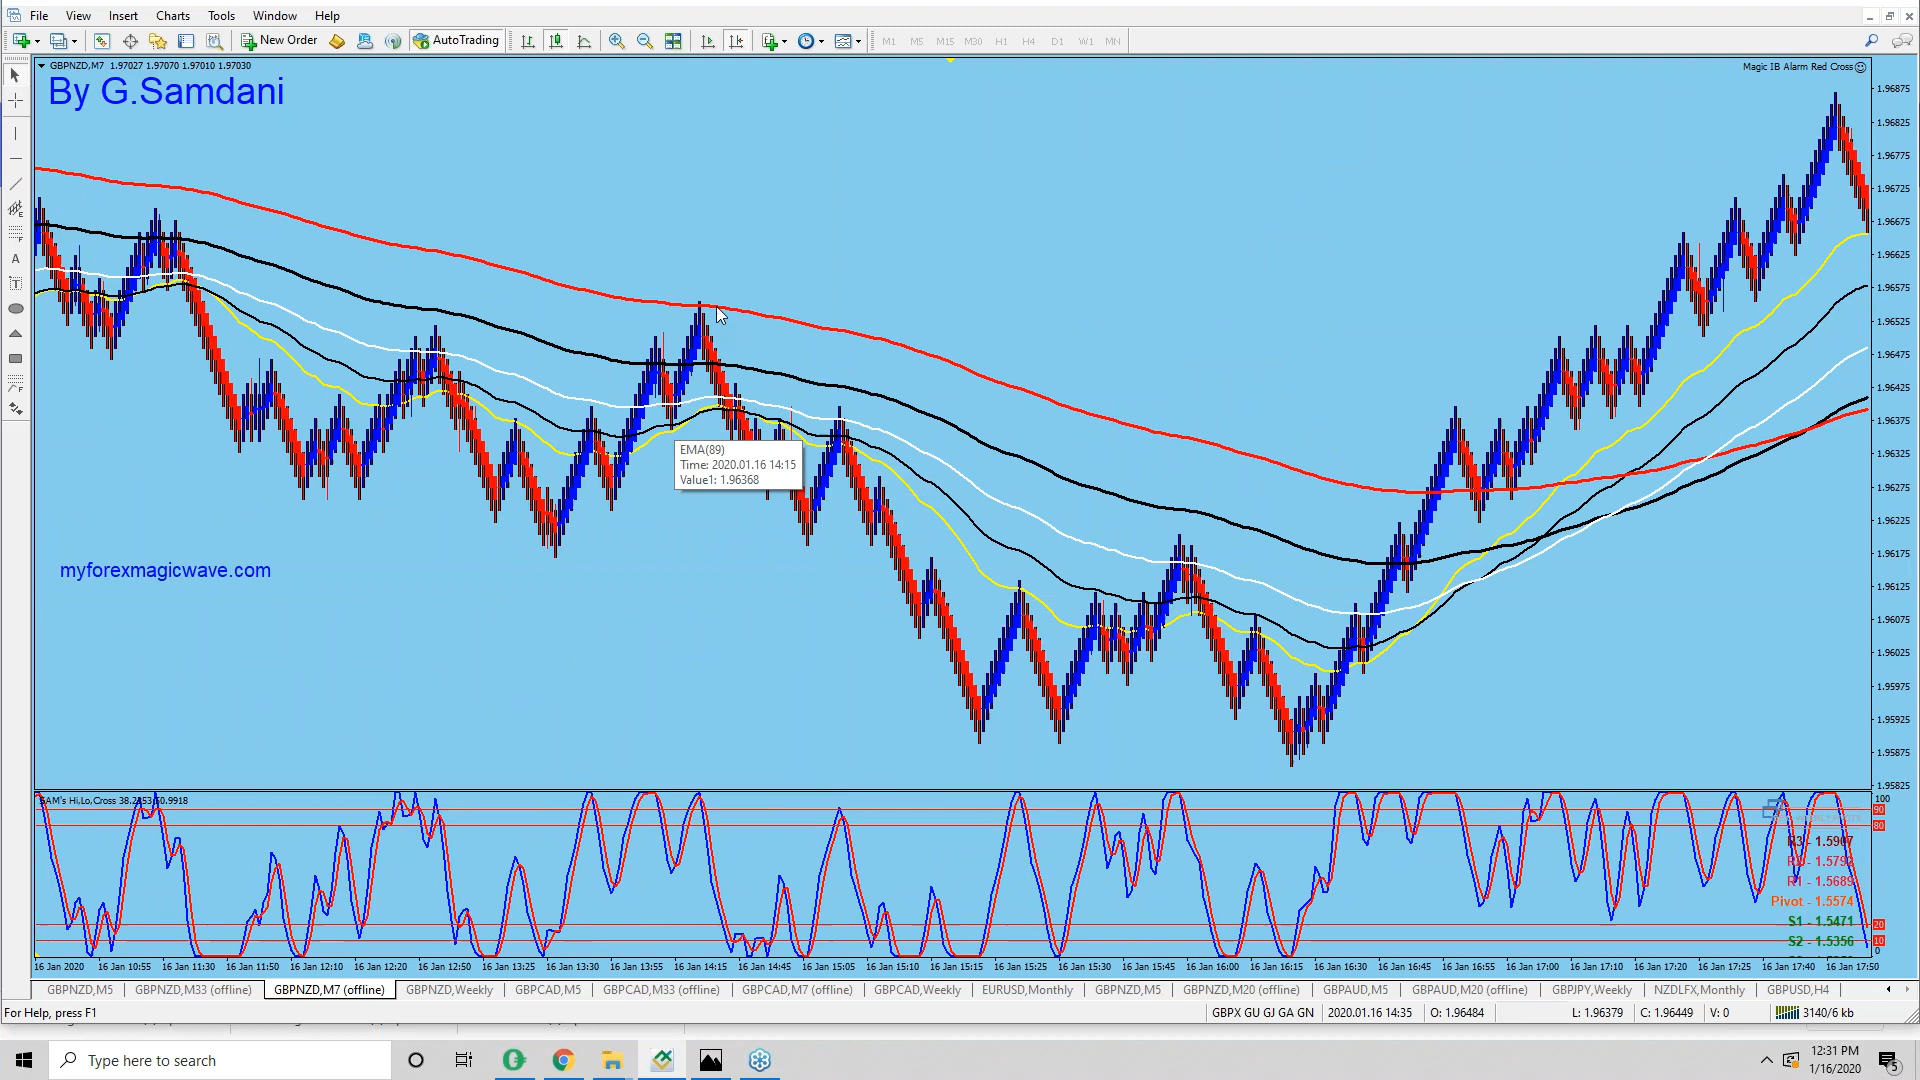 File View Insert Charts Tools Window Help
New Order AutoTrading M1 M5 M15 M30 H1 H4 D1 W1 MN
GBPNZD,M7 1.97027 1.97070 1.97010 1.97030
Magic IB Alarm Red Cross
By G.Samdani
1.96875
1.96825
1.96775
1.96725
1.96675
1.96625
1.96575
1.96525
1.96475
1.96425
1.96375
1.96325
1.96275
1.96225
1.96175
1.96125
1.96075
1.96025
1.95975
1.95925
1.95875
1.95825
EMA(89)
Time: 2020.01.16 14:15
Value1: 1.96368
myforexmagicwave.com
100
90
80
R1 - 1.5689
Pivot - 1.5574
S1 - 1.5471
20
S2 - 1.5356
10
0
16 Jan 2020 16 Jan 10:55 16 Jan 11:30 16 Jan 11:50 16 Jan 12:20 16 Jan 12:50 16 Jan 13:25 16 Jan 13:30 16 Jan 13:55 16 Jan 14:15 16 Jan 14:45 16 Jan 15:05 16 Jan 15:10 16 Jan 15:15 16 Jan 15:25 16 Jan 15:30 16 Jan 15:45 16 Jan 16:00 16 Jan 16:15 16 Jan 16:30 16 Jan 16:45 16 Jan 16:55 16 Jan 17:00 16 Jan 17:10 16 Jan 17:20 16 Jan 17:25 16 Jan 17:40 16 Jan 17:50
GBPNZD,M5 GBPNZD,M33 (offline) GBPNZD,M7 (offline) GBPNZD,Weekly GBPCAD,M5 GBPCAD,M33 (offline) GBPCAD,M7 (offline) GBPCAD,Weekly EURUSD,Monthly GBPNZD,M5 GBPNZD,M20 (offline) GBPAUD,M5 GBPAUD,M20 (offline) GBPJPY,Weekly NZDLFX,Monthly GBPUSD,H4
For Help, press F1 GBPX GU GJ GA GN 2020.01.16 14:35 O: 1.96484 L: 1.96379 C: 1.96449 V: 0 3140/6 kb
Type here to search
12:31 PM
1/16/2020
5